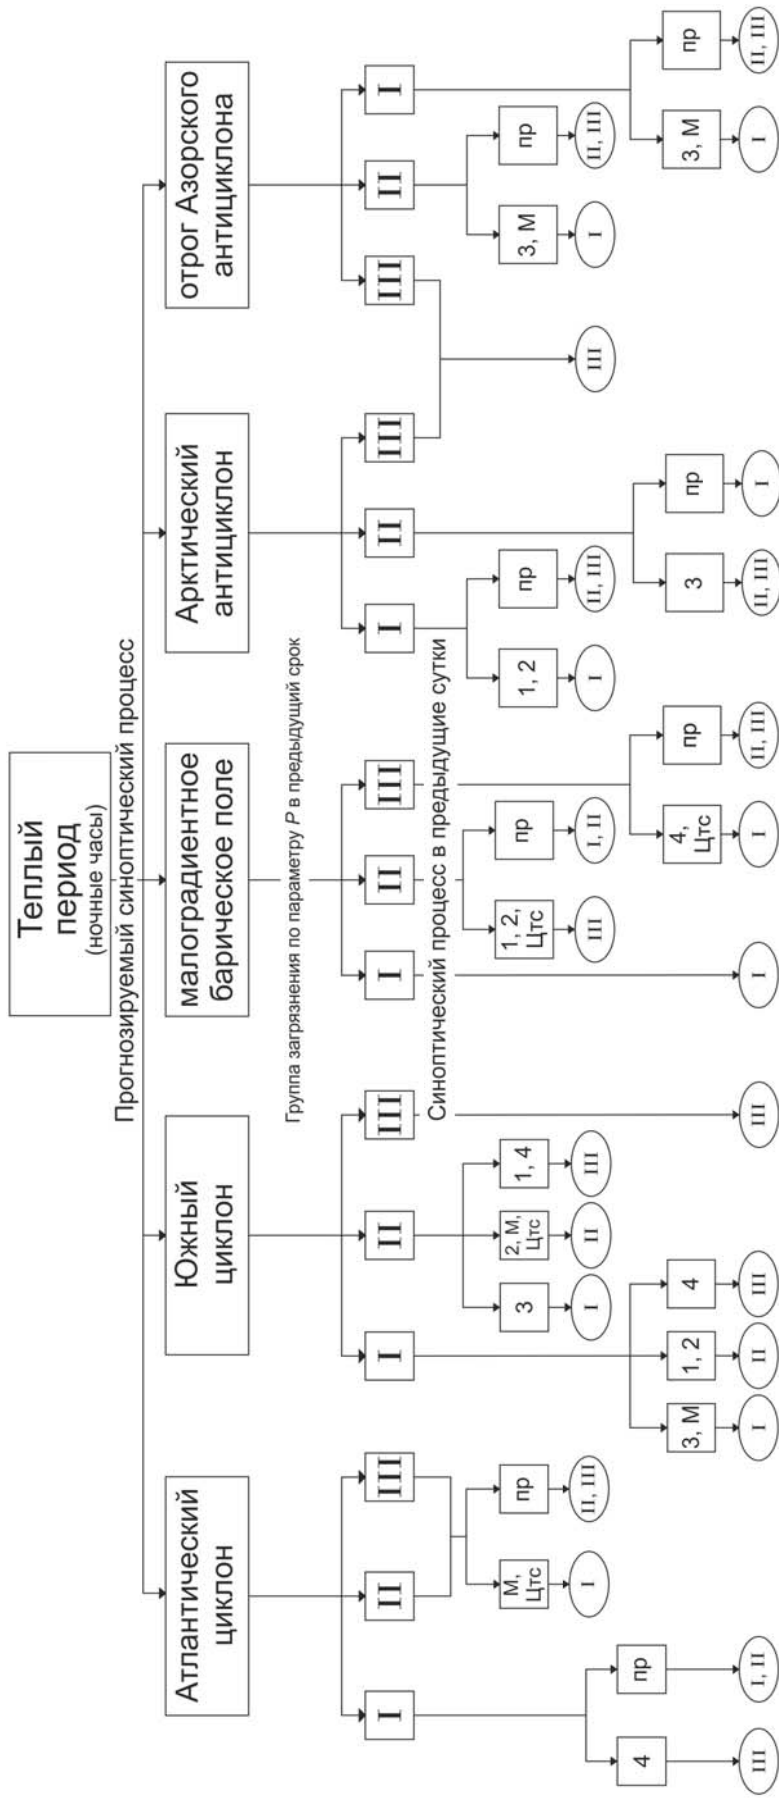 Теплый
период
(ночные часы)
Прогнозируемый синоптический процесс
Атлантический
циклон
Южный
циклон
малоградиентное
барическое поле
Арктический
антициклон
отрог Азорского
антициклона
Группа загрязнения по параметру P в предыдущий срок
I
II
III
I
II
III
I
II
III
I
II
III
III
II
I
Синоптический процесс в предыдущие сутки
М,
Цтс
пр
3
2, М,
Цтс
1, 4
1, 2,
Цтс
пр
1, 2
пр
3, М
пр
I
II, III
I
II
III
III
I, II
I
II, III
III
I
II, III
4
пр
3, М
1, 2
4
4,
Цтс
пр
3
пр
3, М
пр
III
I, II
I
II
III
III
I
I
II, III
II, III
I
I
II, III